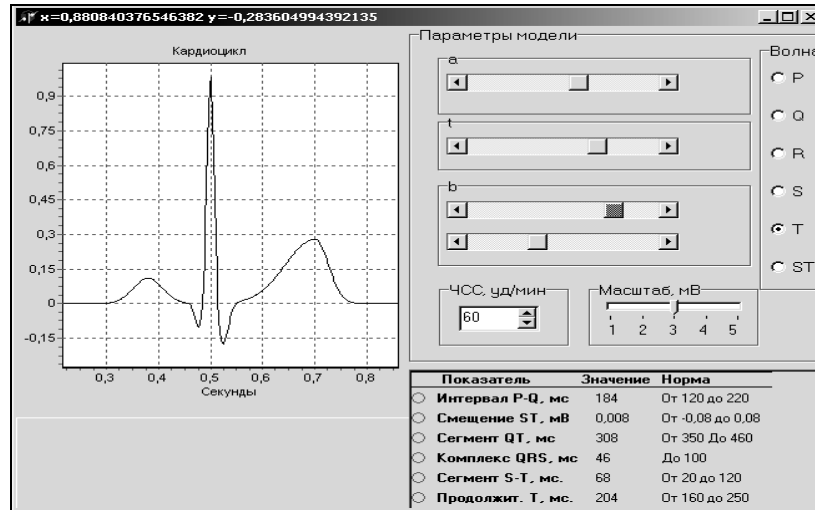 x=0,880840376546382 y=-0,283604994392135
Кардиоцикл
0,9
0,75
0,6
0,45
0,3
0,15
0
-0,15
0,3 0,4 0,5 0,6 0,7 0,8
Секунды
Параметры модели
a
t
b
ЧСС, уд/мин
60
Масштаб, мВ
1 2 3 4 5
Волна
P
Q
R
S
T
ST
Показатель Значение Норма
Интервал P-Q, мс 184 От 120 до 220
Смещение ST, мВ 0,008 От -0,08 до 0,08
Сегмент QT, мс 308 От 350 До 460
Комплекс QRS, мс 46 До 100
Сегмент S-T, мс. 68 От 20 до 120
Продолжит. T, мс. 204 От 160 до 250